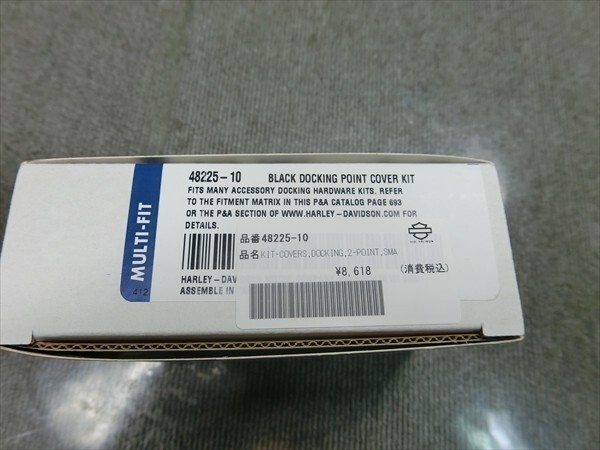 MULTI-FIT
412
48225-10 BLACK DOCKING POINT COVER KIT
FITS MANY ACCESSORY DOCKING HARDWARE KITS. REFER
TO THE FITMENT MATRIX IN THIS P&A CATALOG PAGE 693
OR THE P&A SECTION OF WWW.HARLEY-DAVIDSON.COM FOR
DETAILS.
品番48225-10
品名KIT-COVERS,DOCKING,2-POINT,SMA
¥8,618 (消費税込)
HARLEY-DAV
ASSEMBLE IN